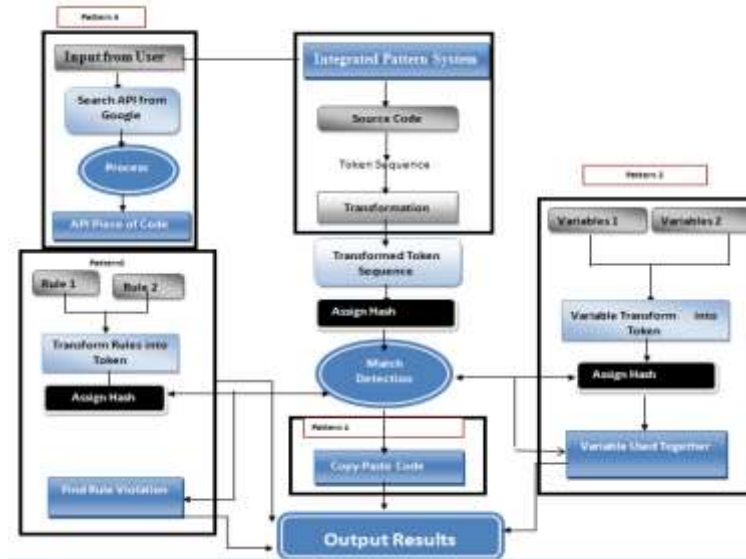 Pattern 4
Input from User
Search API from
Google
Process
API Piece of Code
Integrated Pattern System
Source Code
Token Sequence
Transformation
Transformed Token
Sequence
Assign Hash
Match
Detection
Pattern 1
Copy Paste Code
Output Results
Rule 1
Rule 2
Transform Rules into
Token
Assign Hash
Find Rule Violation
Variables 1
Variables 2
Variable Transform into
Token
Assign Hash
Variable Used Together